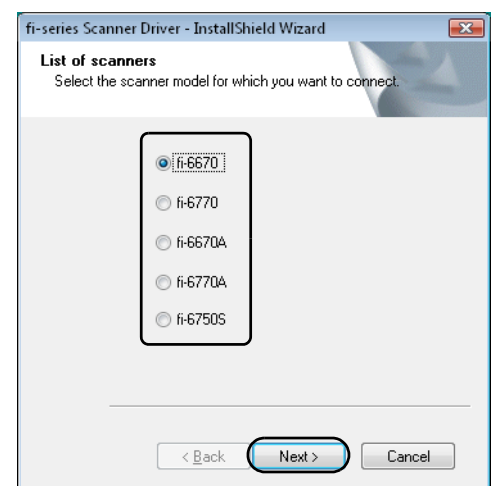 fi-series Scanner Driver - InstallShield Wizard
List of scanners
Select the scanner model for which you want to connect.
fi-6670
fi-6770
fi-6670A
fi-6770A
fi-6750S
< Back
Next >
Cancel